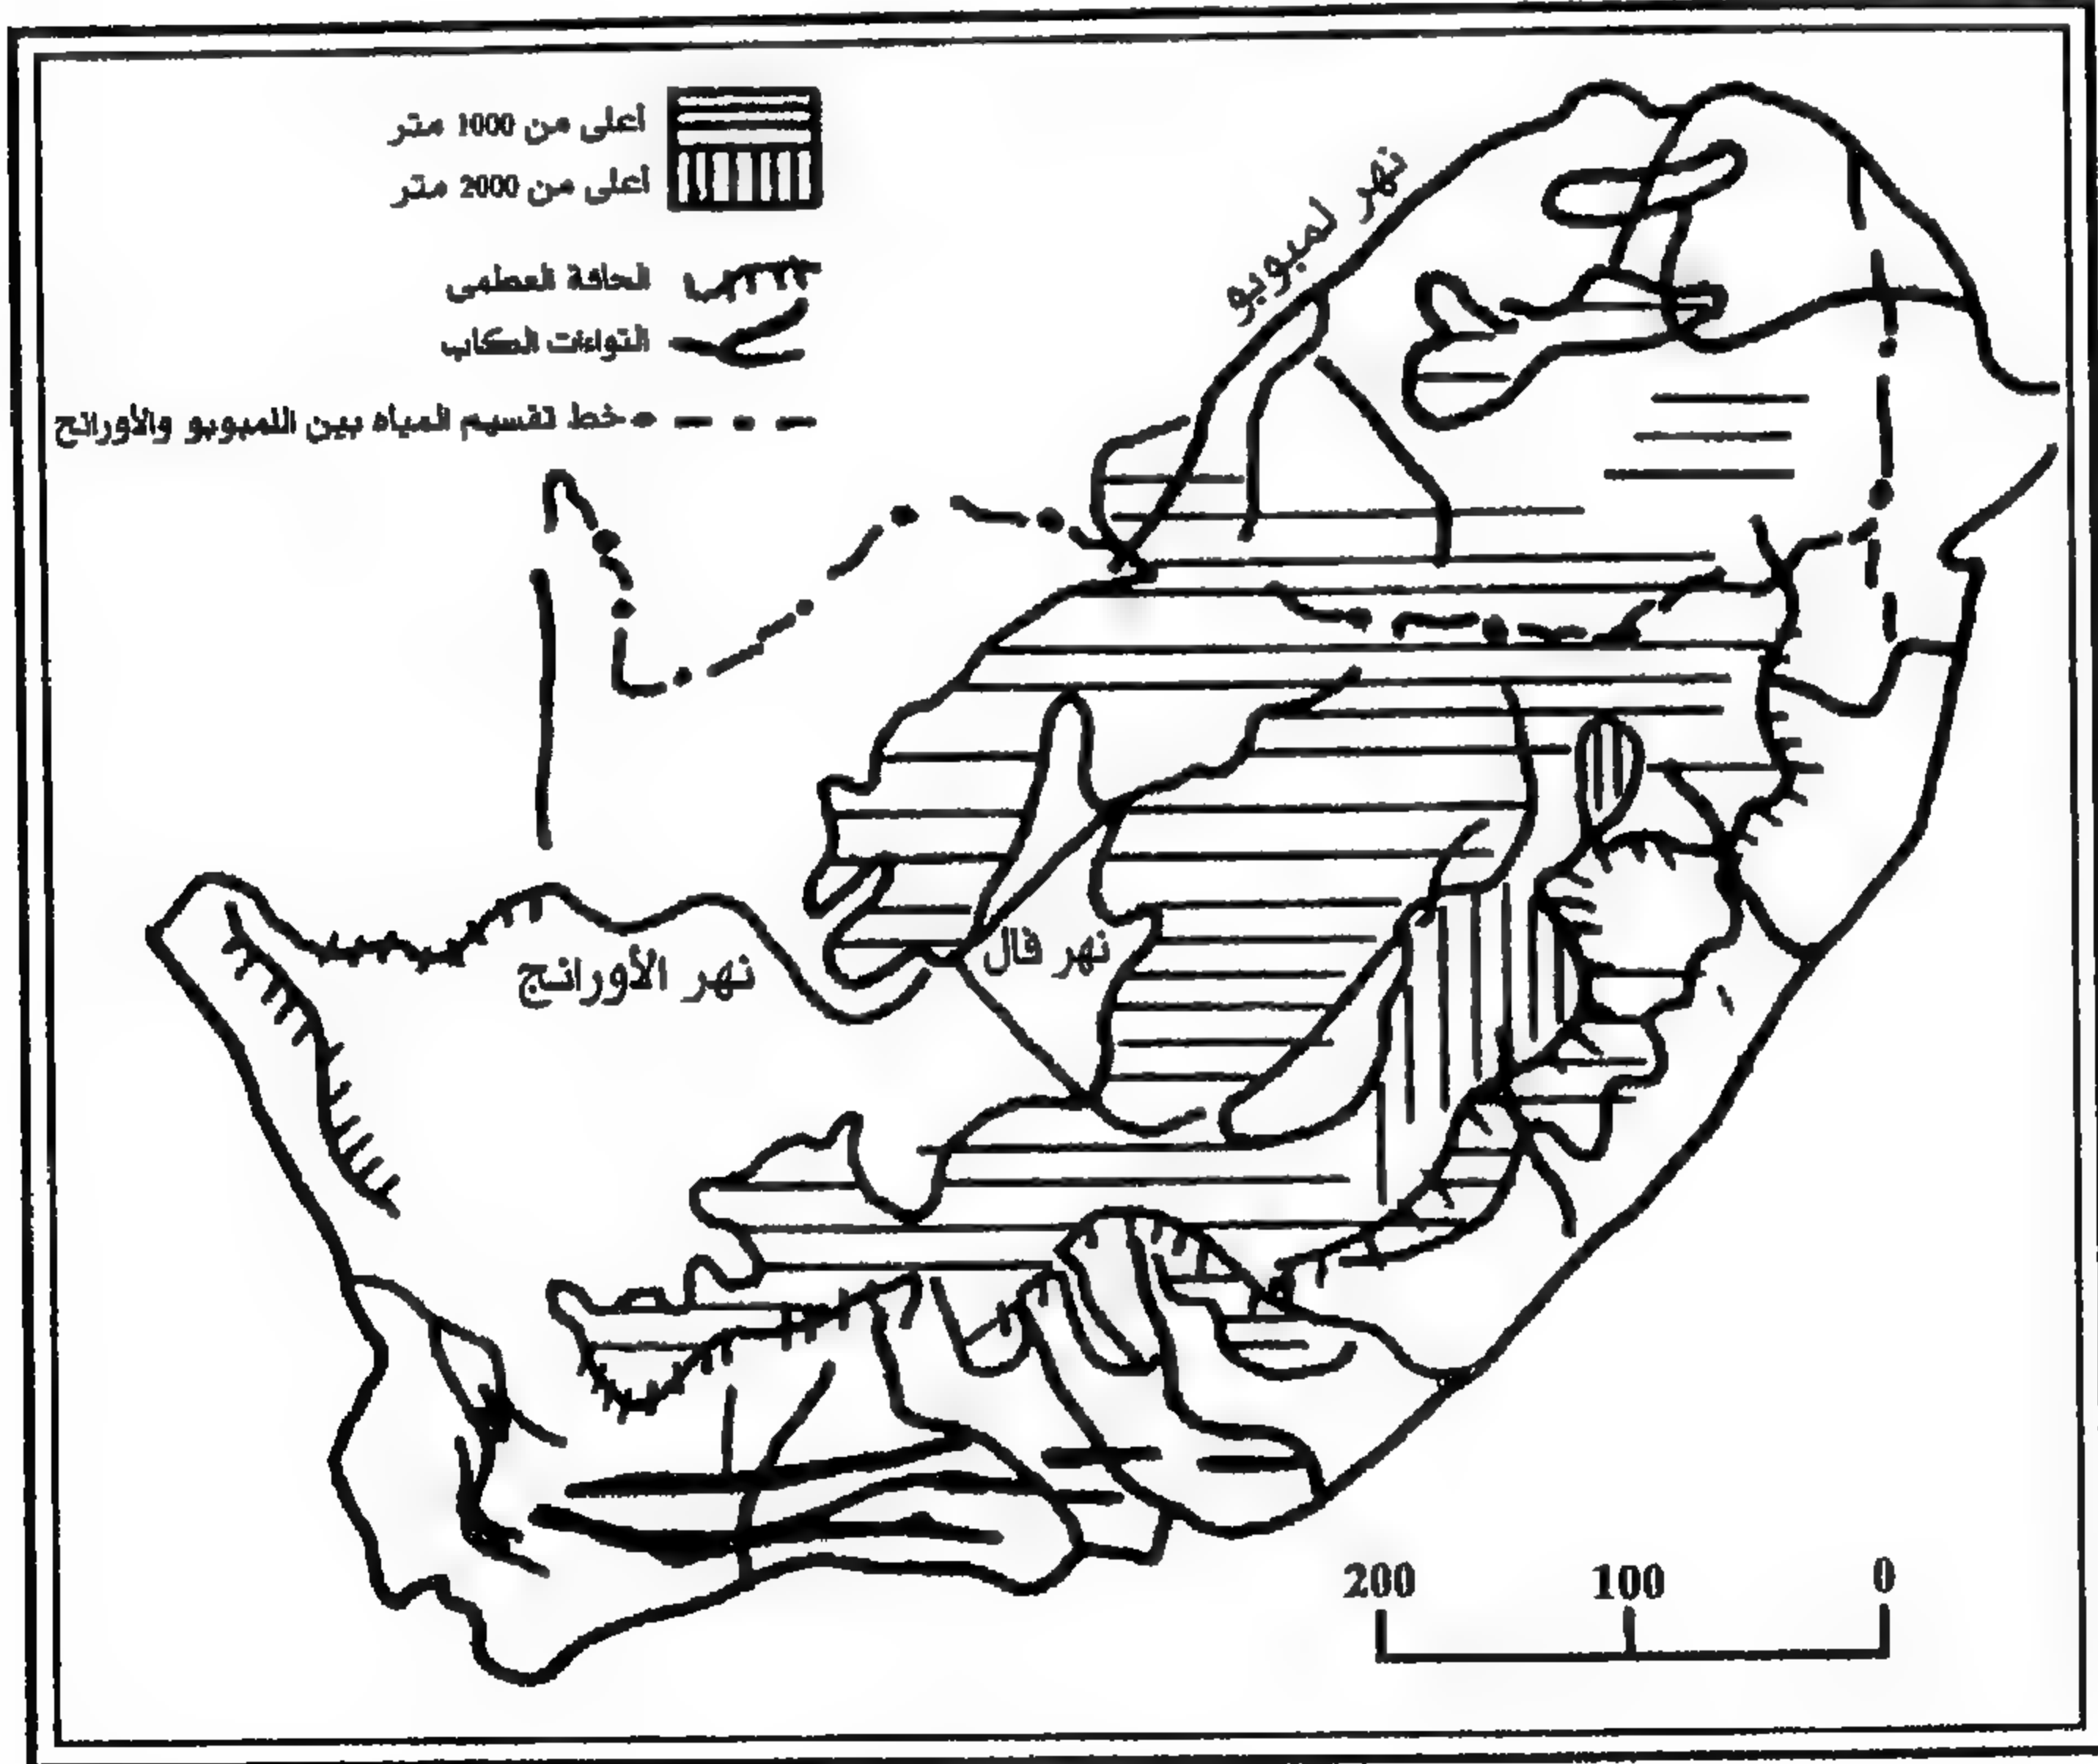 أعلى من 1000 متر
أعلى من 2000 متر
الحافة العظمى
التواءات الكاب
خط تقسيم المياه بين اللمبوبو والأورانج
نهر لمبوبو
نهر فال
نهر الأورانج
200 100 0